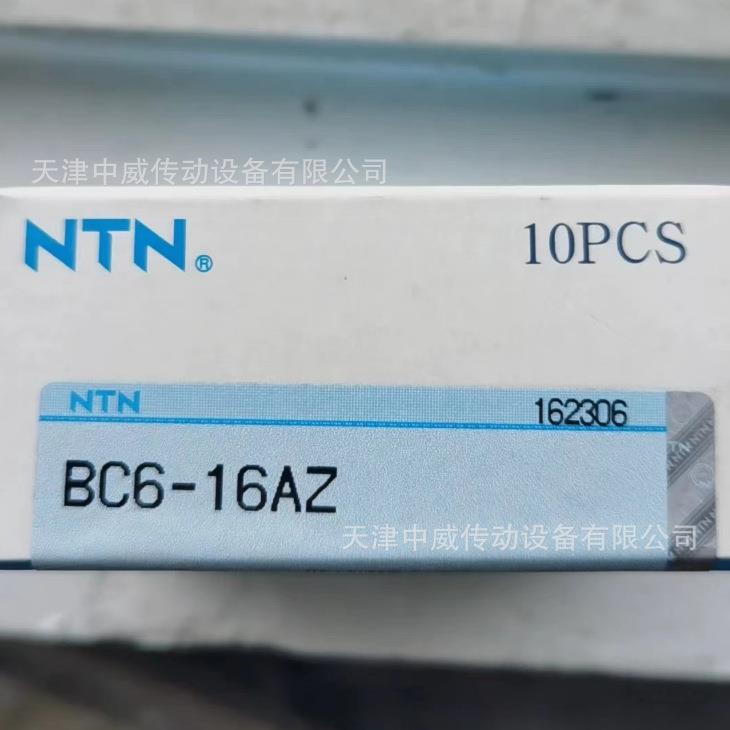 天津中威传动设备有限公司
NTN®
10PCS
NTN
162306
BC6-16AZ
天津中威传动设备有限公司